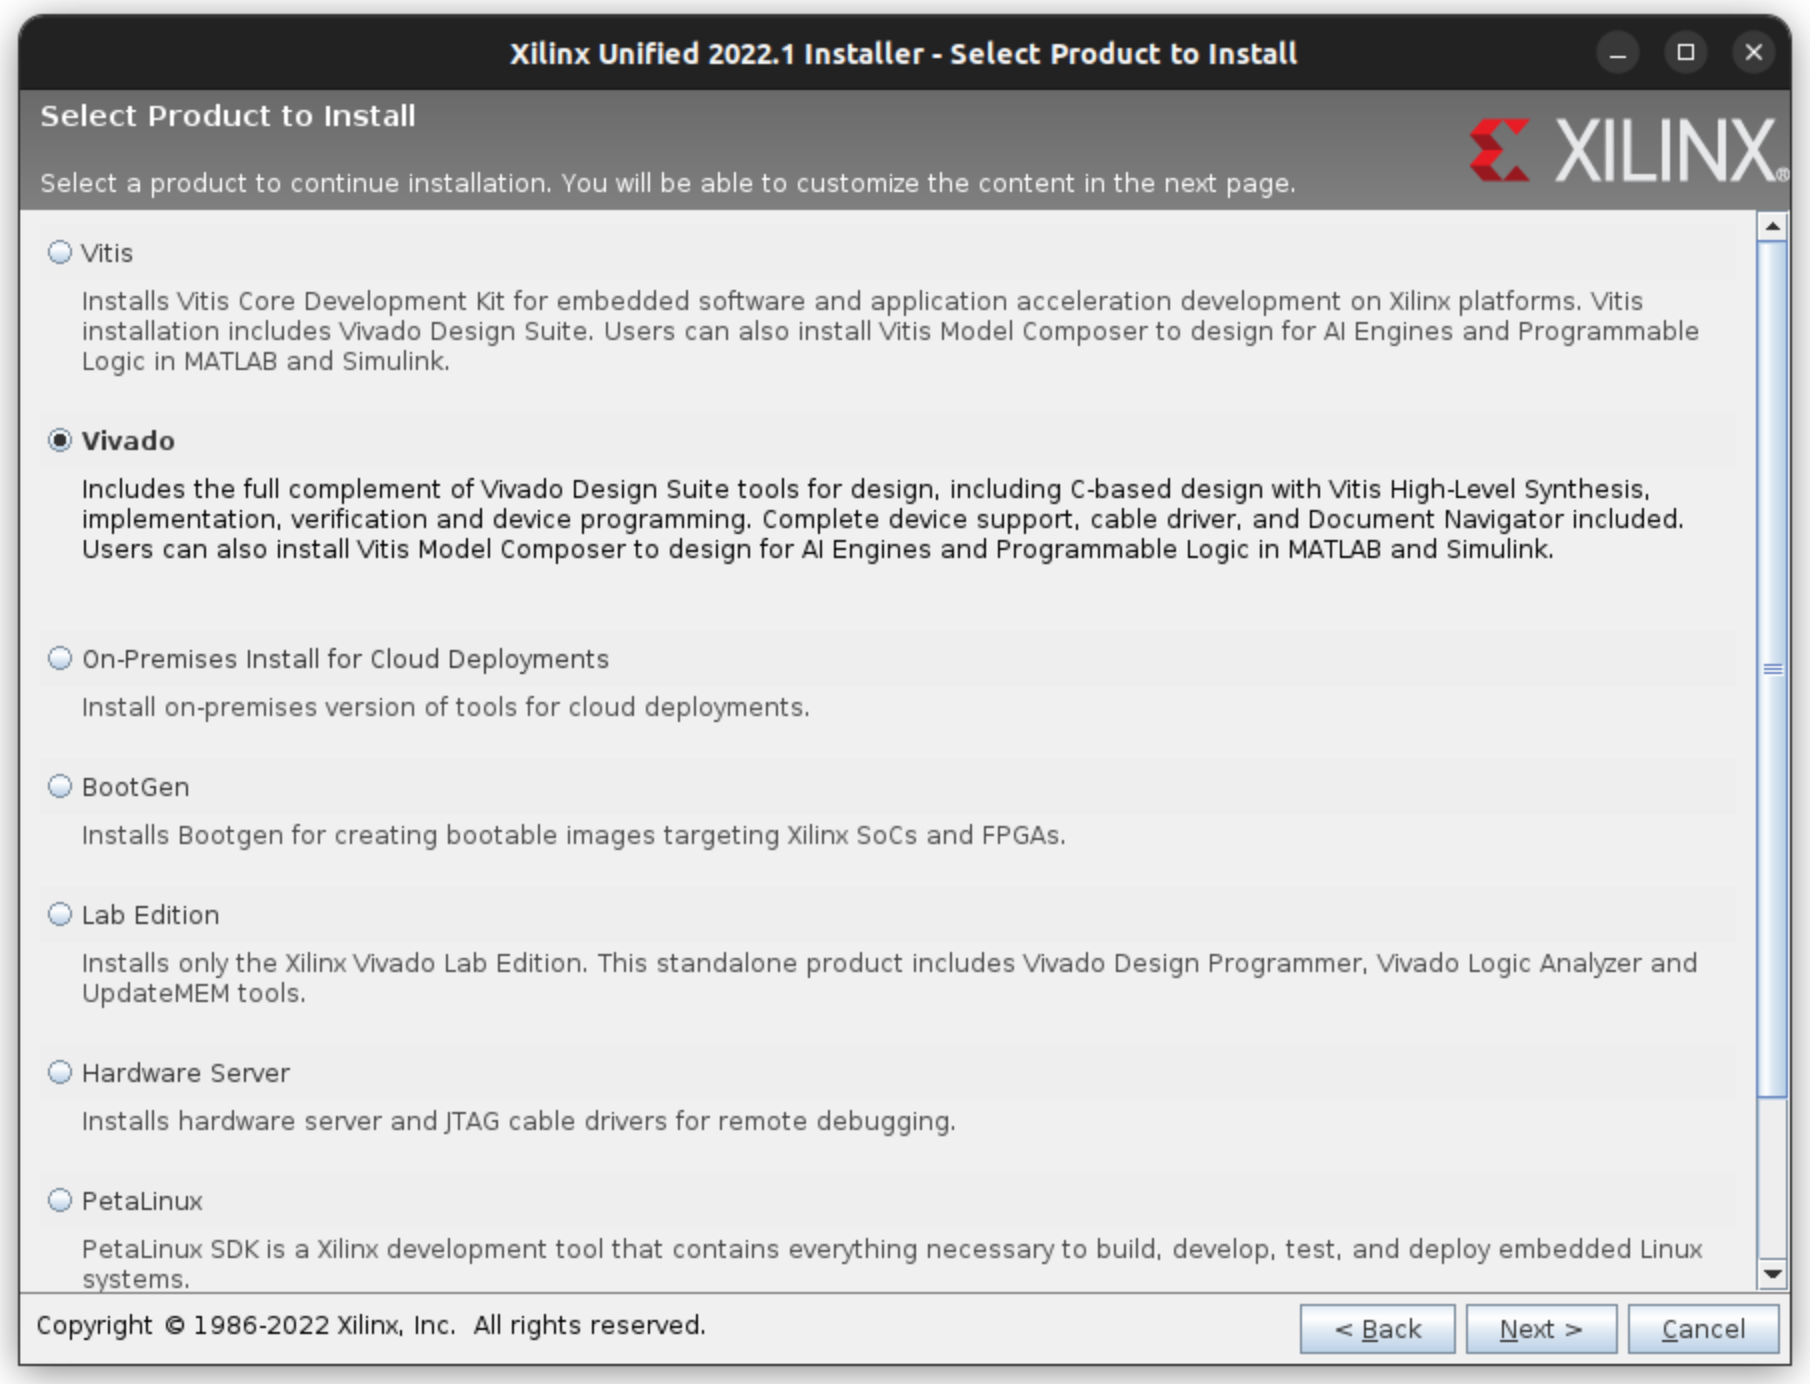 Xilinx Unified 2022.1 Installer - Select Product to Install
Select Product to Install
XILINX®
Select a product to continue installation. You will be able to customize the content in the next page.
Vitis
Installs Vitis Core Development Kit for embedded software and application acceleration development on Xilinx platforms. Vitis
installation includes Vivado Design Suite. Users can also install Vitis Model Composer to design for AI Engines and Programmable
Logic in MATLAB and Simulink.
Vivado
Includes the full complement of Vivado Design Suite tools for design, including C-based design with Vitis High-Level Synthesis,
implementation, verification and device programming. Complete device support, cable driver, and Document Navigator included.
Users can also install Vitis Model Composer to design for AI Engines and Programmable Logic in MATLAB and Simulink.
On-Premises Install for Cloud Deployments
Install on-premises version of tools for cloud deployments.
BootGen
Installs Bootgen for creating bootable images targeting Xilinx SoCs and FPGAs.
Lab Edition
Installs only the Xilinx Vivado Lab Edition. This standalone product includes Vivado Design Programmer, Vivado Logic Analyzer and
UpdateMEM tools.
Hardware Server
Installs hardware server and JTAG cable drivers for remote debugging.
PetaLinux
PetaLinux SDK is a Xilinx development tool that contains everything necessary to build, develop, test, and deploy embedded Linux
systems.
Copyright © 1986-2022 Xilinx, Inc.  All rights reserved.
< Back
Next >
Cancel